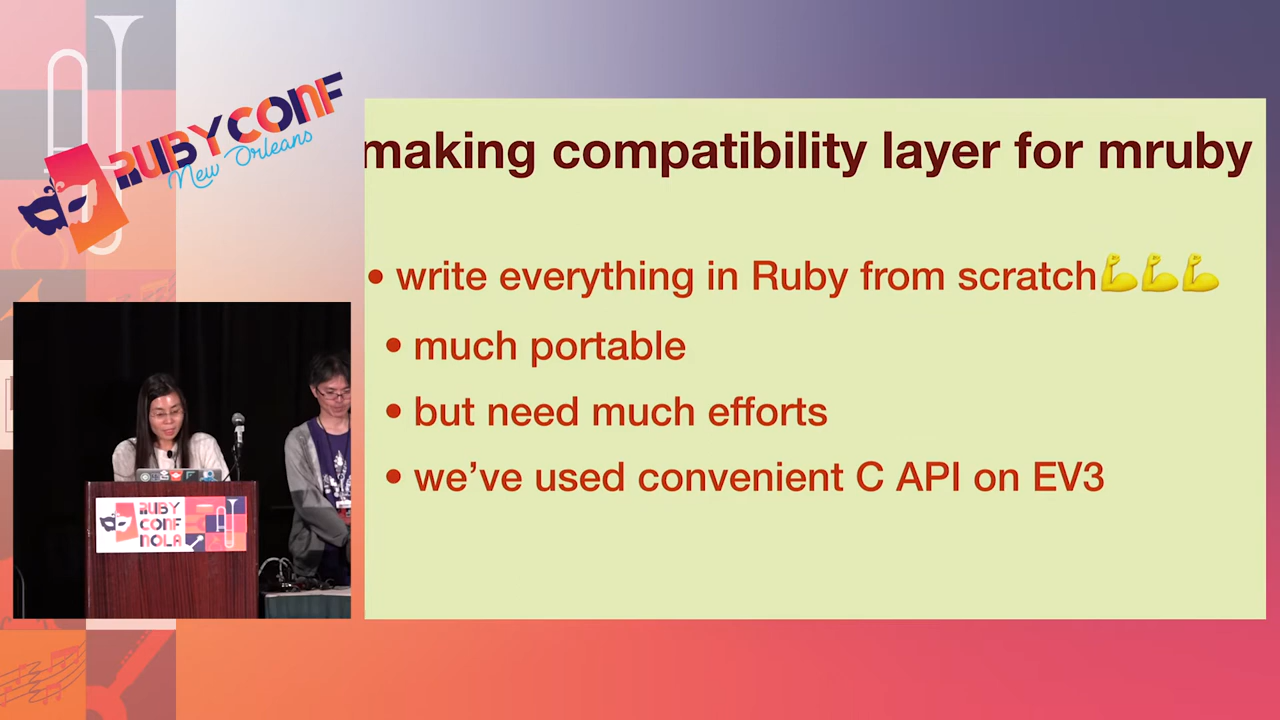 RUBYCONF
New Orleans
making compatibility layer for mruby
• write everything in Ruby from scratch💪💪💪
• much portable
• but need much efforts
• we’ve used convenient C API on EV3
RUBY
CONF
NOLA